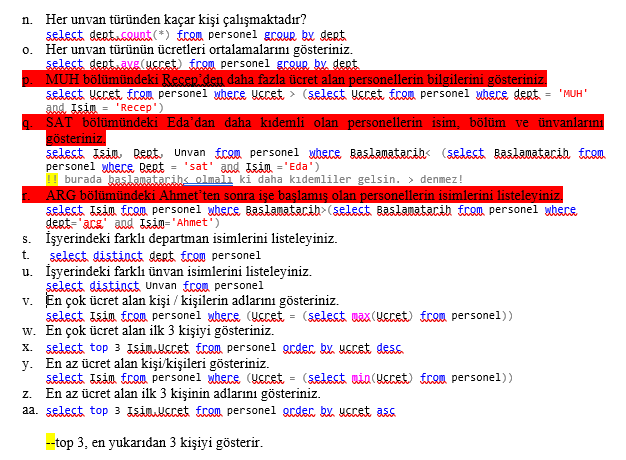 n. Her unvan türünden kaçar kişi çalışmaktadır?
select dept,count(*) from personel group by dept
o. Her unvan türünün ücretleri ortalamalarını gösteriniz.
select dept,avg(ucret) from personel group by dept
p. MUH bölümündeki Recep'den daha fazla ücret alan personellerin bilgilerini gösteriniz.
select Ucret from personel where Ucret > (select Ucret from personel where dept = 'MUH'
and Isim = 'Recep')
q. SAT bölümündeki Eda'dan daha kıdemli olan personellerin isim, bölüm ve ünvanlarını
gösteriniz.
select Isim, Dept, Unvan from personel where Baslamatarih< (select Baslamatarih from
personel where Dept = 'sat' and Isim ='Eda')
!! burada baslamatarih< olmalı ki daha kıdemliler gelsin. > denmez!
r. ARG bölümündeki Ahmet'ten sonra işe başlamış olan personellerin isimlerini listeleyiniz.
select Isim from personel where Baslamatarih>(select Baslamatarih from personel where
dept='arg' and Isim='Ahmet')
s. İşyerindeki farklı departman isimlerini listeleyiniz.
t. select distinct dept from personel
u. İşyerindeki farklı ünvan isimlerini listeleyiniz.
select distinct Unvan from personel
v. En çok ücret alan kişi / kişilerin adlarını gösteriniz.
select Isim from personel where (Ucret = (select max(Ucret) from personel))
w. En çok ücret alan ilk 3 kişiyi gösteriniz.
x. select top 3 Isim,Ucret from personel order by ucret desc
y. En az ücret alan kişi/kişileri gösteriniz.
select Isim from personel where (Ucret = (select min(Ucret) from personel))
z. En az ücret alan ilk 3 kişinin adlarını gösteriniz.
aa. select top 3 Isim,Ucret from personel order by ucret asc
--top 3, en yukarıdan 3 kişiyi gösterir.